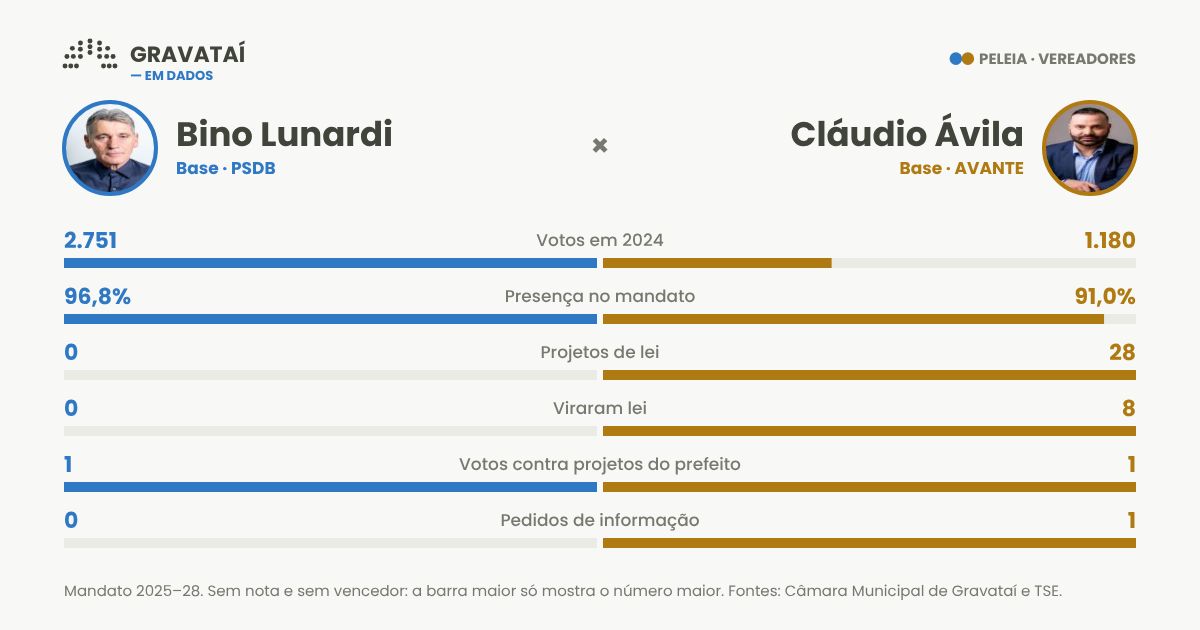 GRAVATAÍ
— EM DADOS
PELEIA · VEREADORES
Bino Lunardi
Base · PSDB
×
Cláudio Ávila
Base · AVANTE
2.751 Votos em 2024 1.180
96,8% Presença no mandato 91,0%
0 Projetos de lei 28
0 Viraram lei 8
1 Votos contra projetos do prefeito 1
0 Pedidos de informação 1
Mandato 2025–28. Sem nota e sem vencedor: a barra maior só mostra o número maior. Fontes: Câmara Municipal de Gravataí e TSE.